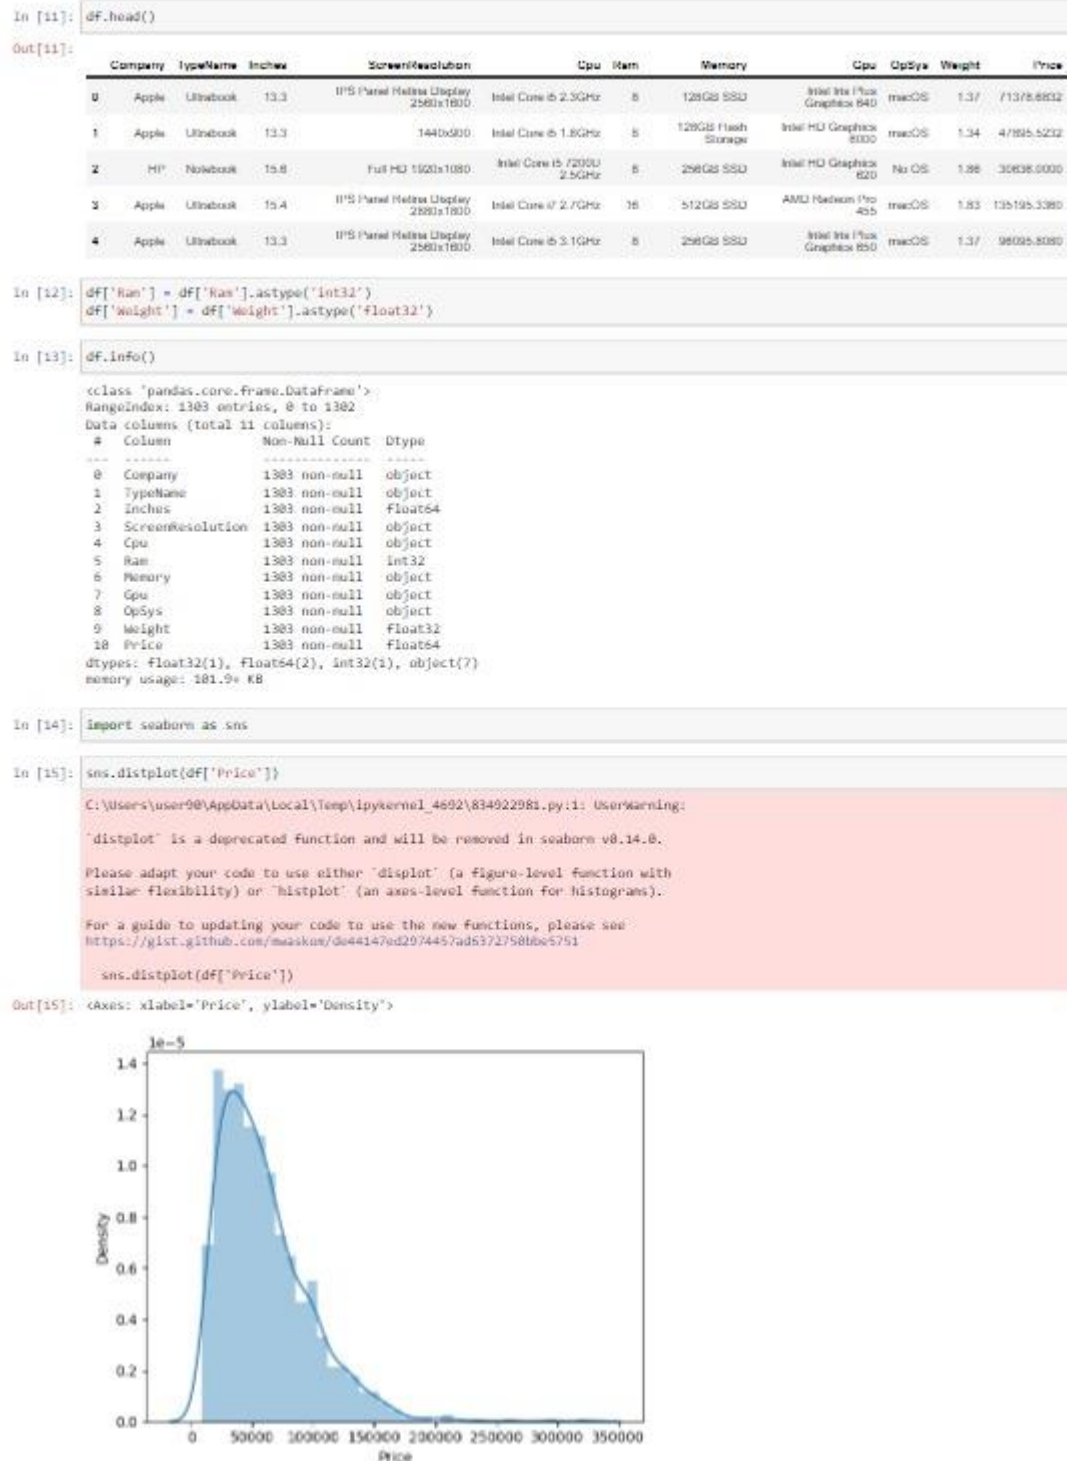 In [11]: df.head()
Out[11]:
Company TypeName Inches ScreenResolution Cpu Ram Memory Gpu OpSys Weight Price
0 Apple Ultrabook 13.3 IPS Panel Retina Display 2560x1600 Intel Core i5 2.3GHz 8 128GB SSD Intel Iris Plus Graphics 640 macOS 1.37 71378.6832
1 Apple Ultrabook 13.3 1440x900 Intel Core i5 1.8GHz 8 128GB Flash Storage Intel HD Graphics 6000 macOS 1.34 47895.5232
2 HP Notebook 15.6 Full HD 1920x1080 Intel Core i5 7200U 2.5GHz 8 256GB SSD Intel HD Graphics 620 No OS 1.86 30636.0000
3 Apple Ultrabook 15.4 IPS Panel Retina Display 2880x1800 Intel Core i7 2.7GHz 16 512GB SSD AMD Radeon Pro 455 macOS 1.83 135195.3360
4 Apple Ultrabook 13.3 IPS Panel Retina Display 2560x1600 Intel Core i5 3.1GHz 8 256GB SSD Intel Iris Plus Graphics 650 macOS 1.37 96095.8080
In [12]: df['Ram'] = df['Ram'].astype('int32')
df['Weight'] = df['Weight'].astype('float32')
In [13]: df.info()
<class 'pandas.core.frame.DataFrame'>
RangeIndex: 1303 entries, 0 to 1302
Data columns (total 11 columns):
# Column Non-Null Count Dtype
--- ------ -------------- -----
0 Company 1303 non-null object
1 TypeName 1303 non-null object
2 Inches 1303 non-null float64
3 ScreenResolution 1303 non-null object
4 Cpu 1303 non-null object
5 Ram 1303 non-null int32
6 Memory 1303 non-null object
7 Gpu 1303 non-null object
8 OpSys 1303 non-null object
9 Weight 1303 non-null float32
10 Price 1303 non-null float64
dtypes: float32(1), float64(2), int32(1), object(7)
memory usage: 101.9+ KB
In [14]: import seaborn as sns
In [15]: sns.distplot(df['Price'])
C:\Users\user90\AppData\Local\Temp\ipykernel_4692\834922981.py:1: UserWarning:
`distplot` is a deprecated function and will be removed in seaborn v0.14.0.
Please adapt your code to use either `displot` (a figure-level function with
similar flexibility) or `histplot` (an axes-level function for histograms).
For a guide to updating your code to use the new functions, please see
https://gist.github.com/mwaskom/de44147ed2974457ad6372750bbe5751
sns.distplot(df['Price'])
Out[15]: <Axes: xlabel='Price', ylabel='Density'>
1e−5
1.4
1.2
1.0
0.8
0.6
0.4
0.2
0.0
Density
0 50000 100000 150000 200000 250000 300000 350000
Price